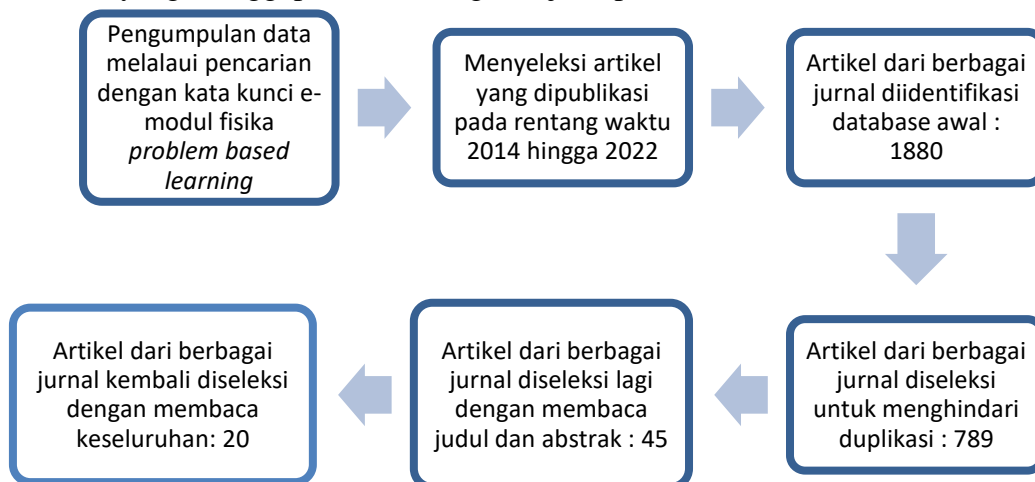 Pengumpulan data
melalaui pencarian
dengan kata kunci e-
modul fisika
problem based
learning
Menyeleksi artikel
yang dipublikasi
pada rentang waktu
2014 hingga 2022
Artikel dari berbagai
jurnal diidentifikasi
database awal :
1880
Artikel dari berbagai
jurnal diseleksi
untuk menghindari
duplikasi : 789
Artikel dari berbagai
jurnal diseleksi lagi
dengan membaca
judul dan abstrak : 45
Artikel dari berbagai
jurnal kembali diseleksi
dengan membaca
keseluruhan: 20